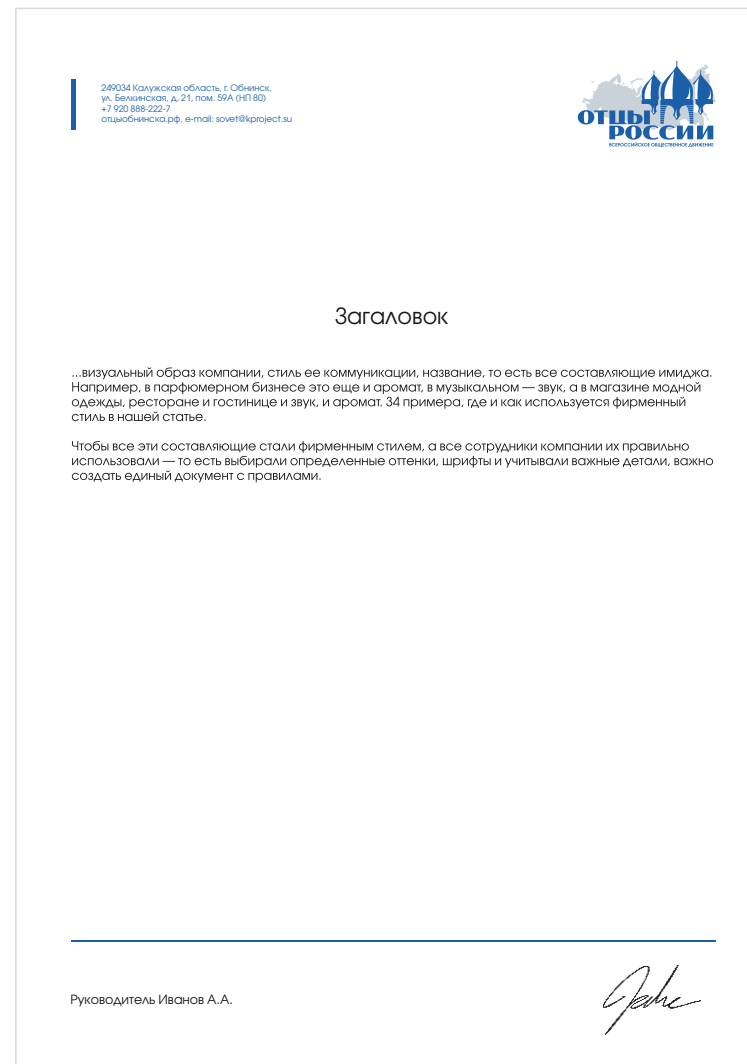 249034 Калужская область, г. Обнинск,
ул. Белкинская, д. 21, пом. 59А (НП 80)
+7 920 888-222-7
отцыобнинска.рф, e-mail: sovet@kproject.su
ОТЦЫ
РОССИИ
ВСЕРОССИЙСКОЕ ОБЩЕСТВЕННОЕ ДВИЖЕНИЕ
Заголовок
...визуальный образ компании, стиль ее коммуникации, название, то есть все составляющие имиджа.
Например, в парфюмерном бизнесе это еще и аромат, в музыкальном — звук, а в магазине модной
одежды, ресторане и гостинице и звук, и аромат. 34 примера, где и как используется фирменный
стиль в нашей статье.
Чтобы все эти составляющие стали фирменным стилем, а все сотрудники компании их правильно
использовали — то есть выбирали определенные оттенки, шрифты и учитывали важные детали, важно
создать единый документ с правилами.
Руководитель Иванов А.А.